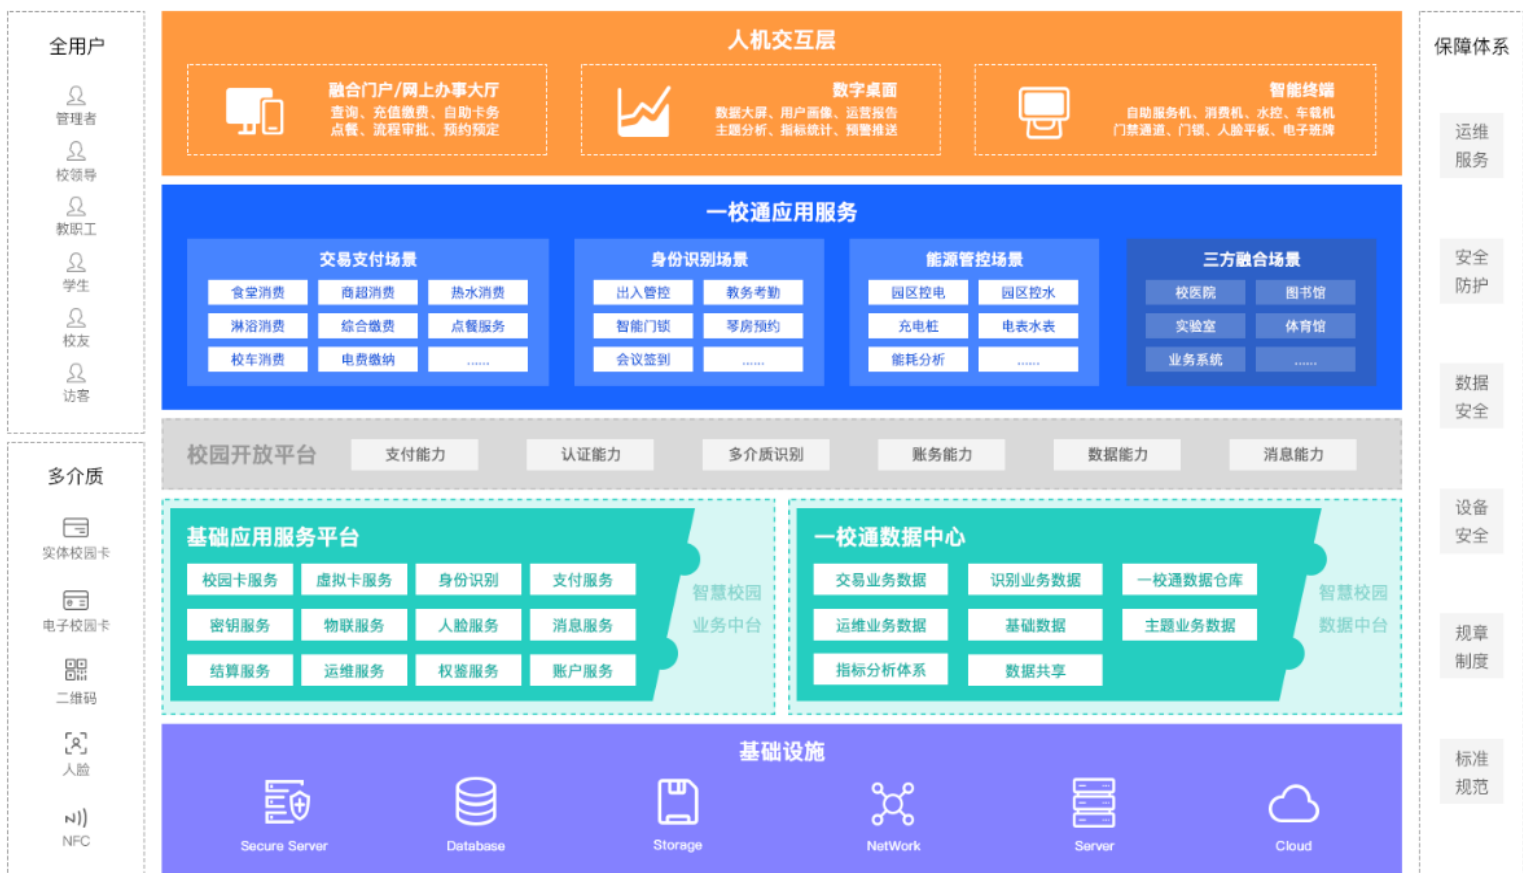 全用户
管理者
校领导
教职工
学生
校友
访客
多介质
实体校园卡
电子校园卡
二维码
人脸
NFC
人机交互层
融合门户/网上办事大厅
查询、充值缴费、自助卡务
点餐、流程审批、预约预定
数字桌面
数据大屏、用户画像、运营报告
主题分析、指标统计、预警推送
智能终端
自助服务机、消费机、水控、车载机
门禁通道、门锁、人脸平板、电子班牌
一校通应用服务
交易支付场景
食堂消费 商超消费 热水消费
淋浴消费 综合缴费 点餐服务
校车消费 电费缴纳 ......
身份识别场景
出入管控 教务考勤
智能门锁 琴房预约
会议签到 ......
能源管控场景
园区控电 园区控水
充电桩 电表水表
能耗分析 ......
三方融合场景
校医院 图书馆
实验室 体育馆
业务系统 ......
校园开放平台 支付能力 认证能力 多介质识别 账务能力 数据能力 消息能力
基础应用服务平台
校园卡服务 虚拟卡服务 身份识别 支付服务
密钥服务 物联服务 人脸服务 消息服务
结算服务 运维服务 权鉴服务 账户服务
智慧校园
业务中台
一校通数据中心
交易业务数据 识别业务数据 一校通数据仓库
运维业务数据 基础数据 主题业务数据
指标分析体系 数据共享
智慧校园
数据中台
基础设施
Secure Server Database Storage NetWork Server Cloud
保障体系
运维
服务
安全
防护
数据
安全
设备
安全
规章
制度
标准
规范